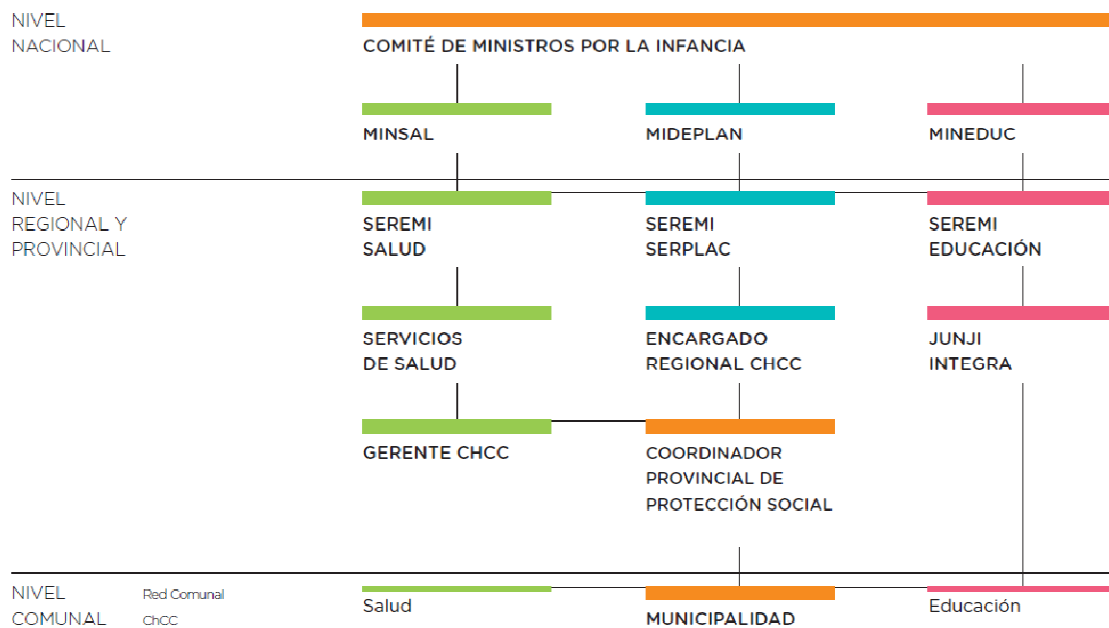 NIVEL
NACIONAL
COMITÉ DE MINISTROS POR LA INFANCIA
MINSAL
MIDEPLAN
MINEDUC
NIVEL
REGIONAL Y
PROVINCIAL
SEREMI
SALUD
SEREMI
SERPLAC
SEREMI
EDUCACIÓN
SERVICIOS
DE SALUD
ENCARGADO
REGIONAL CHCC
JUNJI
INTEGRA
GERENTE CHCC
COORDINADOR
PROVINCIAL DE
PROTECCIÓN SOCIAL
NIVEL
COMUNAL
Red Comunal
ChCC
Salud
MUNICIPALIDAD
Educación